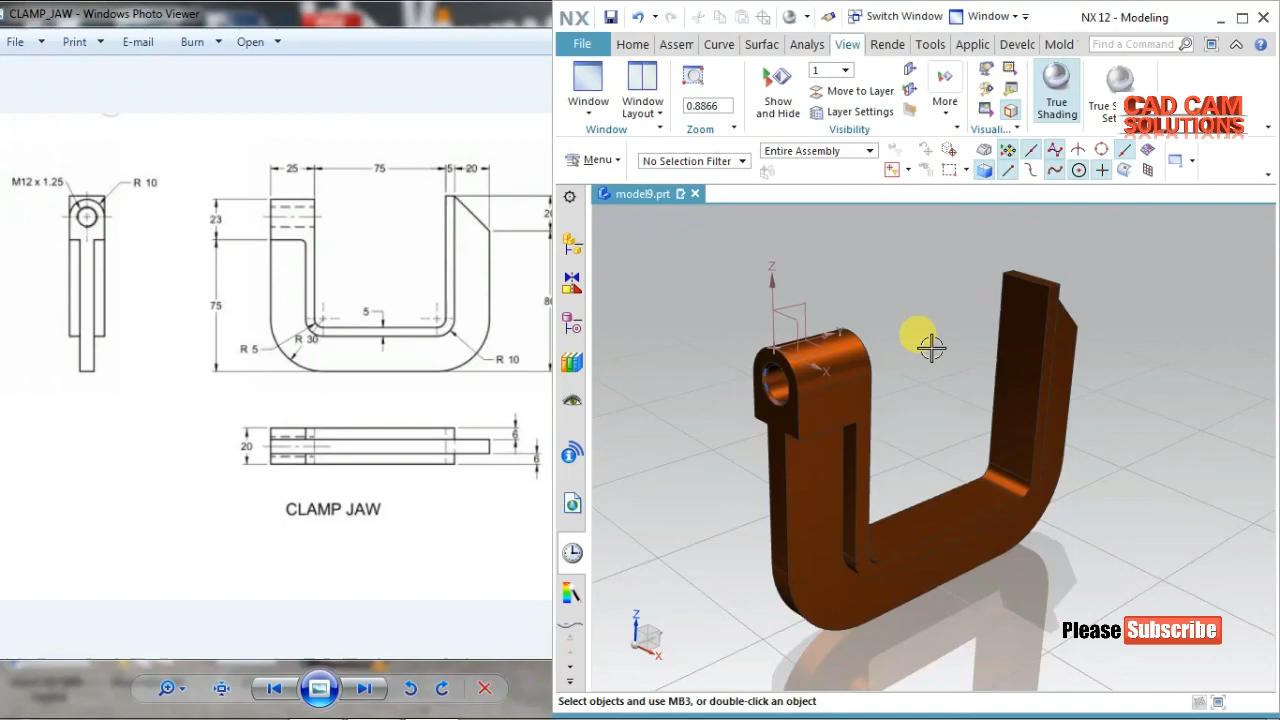 CLAMP_JAW - Windows Photo Viewer
File Print E-mail Burn Open
M12 x 1.25
R 10
25 75 5 20
23
75
5
R 5
R 30
R 10
20
6
6
CLAMP JAW
NX Switch Window Window NX 12 - Modeling
File Home Assem Curve Surfac Analys View Rende Tools Applic Develc Mold Find a Command
Window
Window Layout
0.8866
Show and Hide
1
Move to Layer
Layer Settings
More
True Shading
Window Zoom Visibility Visuali...
CAD CAM
SOLUTIONS
Menu No Selection Filter Entire Assembly
model9.prt
Z
Y
X
Z
X
Please Subscribe
Select objects and use MB3, or double-click an object